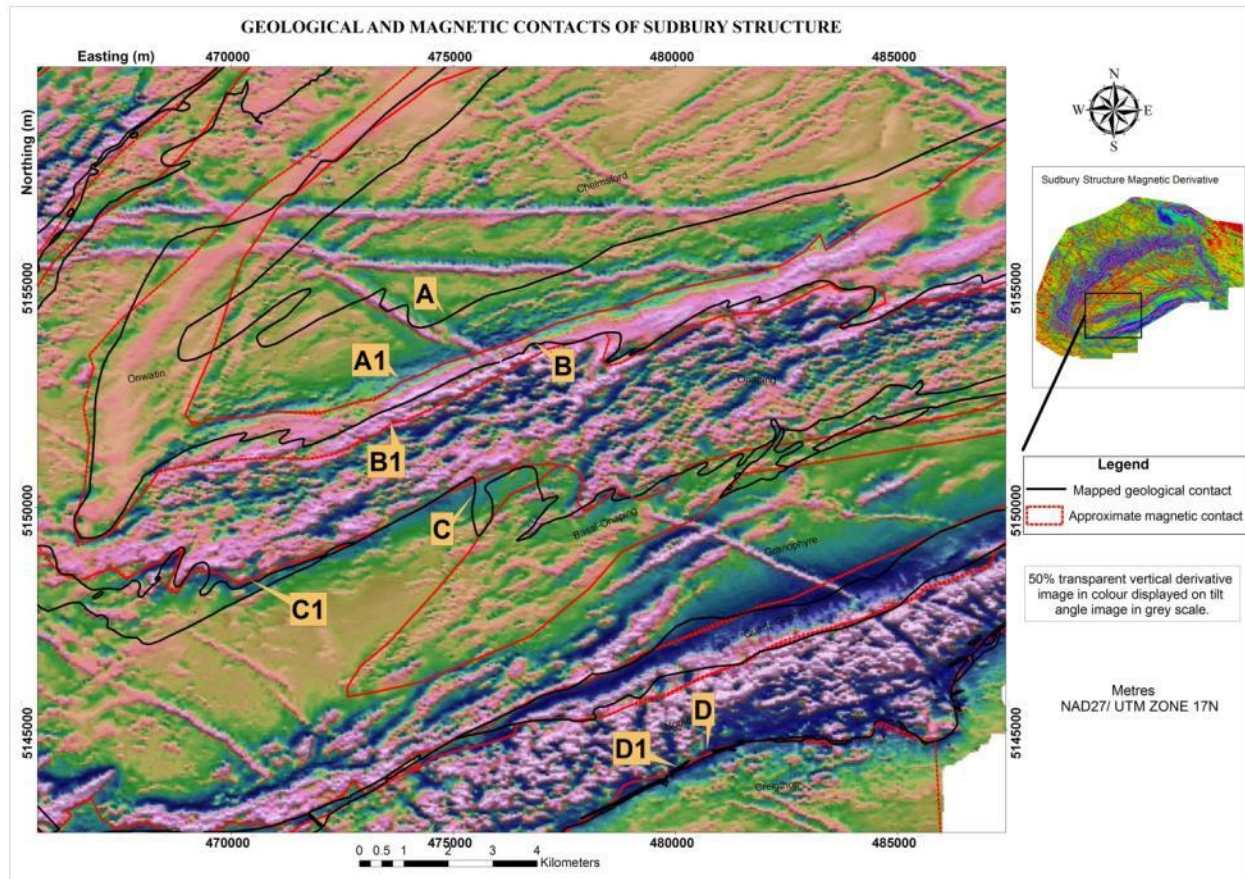 GEOLOGICAL AND MAGNETIC CONTACTS OF SUDBURY STRUCTURE
Easting (m)
470000
475000
480000
485000
Northing (m)
5155000
5150000
5145000
Chelmsford
A
A1
B
B1
Onwatin
C
C1
Basal-Onaping
Granophyre
D
D1
5155000
5150000
5145000
470000
475000
480000
485000
0 0.5 1 2 3 4
Kilometers
N
W E
S
Sudbury Structure Magnetic Derivative
Legend
Mapped geological contact
Approximate magnetic contact
50% transparent vertical derivative
image in colour displayed on tilt
angle image in grey scale.
Metres
NAD27/ UTM ZONE 17N